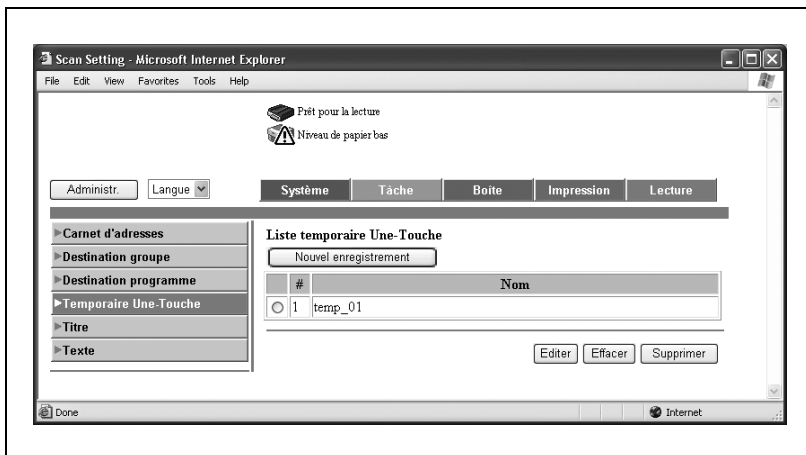 Scan Setting - Microsoft Internet Explorer
File Edit View Favorites Tools Help
Prêt pour la lecture
Niveau de papier bas
Administr. Langue Système Tâche Boîte Impression Lecture
Carnet d'adresses
Destination groupe
Destination programme
Temporaire Une-Touche
Titre
Texte
Liste temporaire Une-Touche
Nouvel enregistrement
# Nom
1 temp_01
Editer Effacer Supprimer
Done Internet